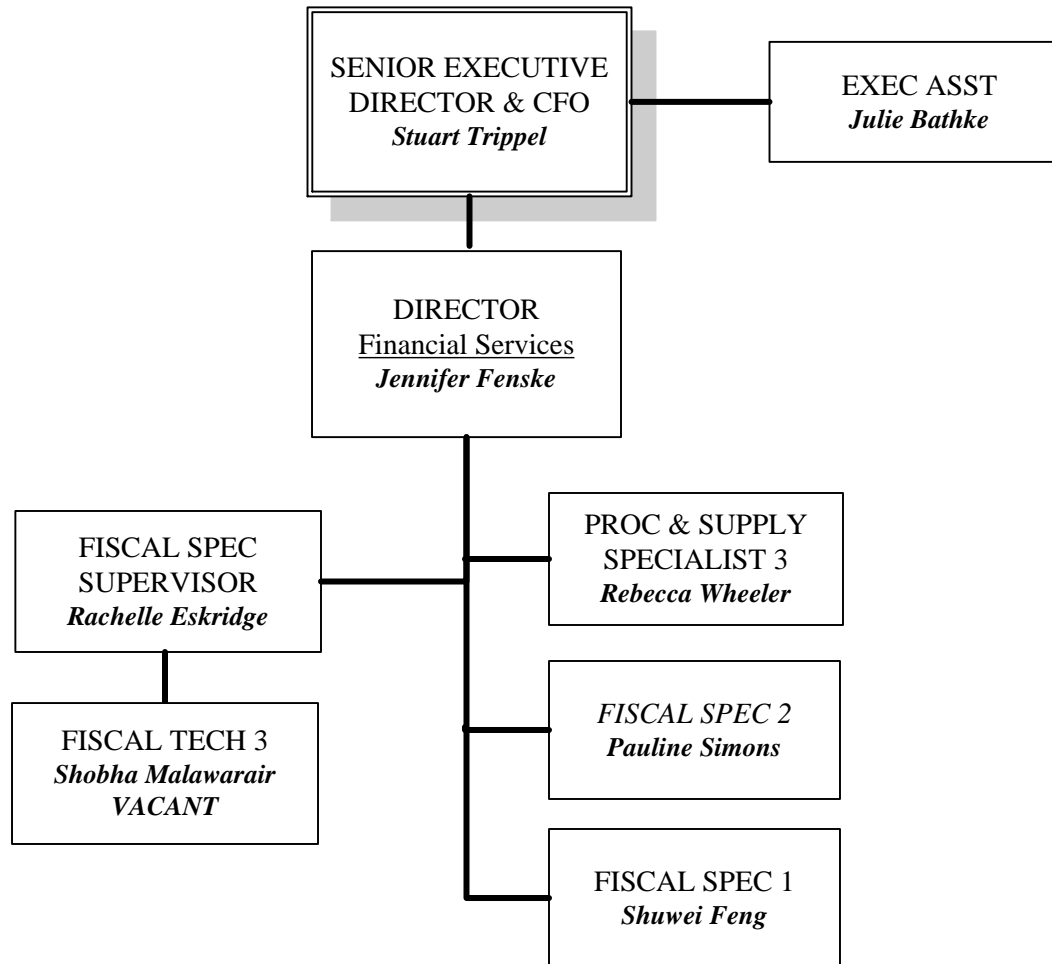 SENIOR EXECUTIVE
DIRECTOR & CFO
Stuart Trippel
EXEC ASST
Julie Bathke
DIRECTOR
Financial Services
Jennifer Fenske
FISCAL SPEC
SUPERVISOR
Rachelle Eskridge
FISCAL TECH 3
Shobha Malawarair
VACANT
PROC & SUPPLY
SPECIALIST 3
Rebecca Wheeler
FISCAL SPEC 2
Pauline Simons
FISCAL SPEC 1
Shuwei Feng